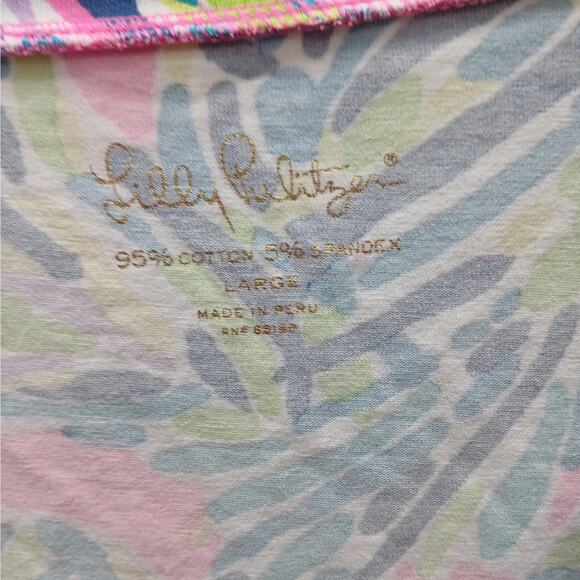 Lilly Pulitzer®
95% COTTON 5% SPANDEX
LARGE
MADE IN PERU